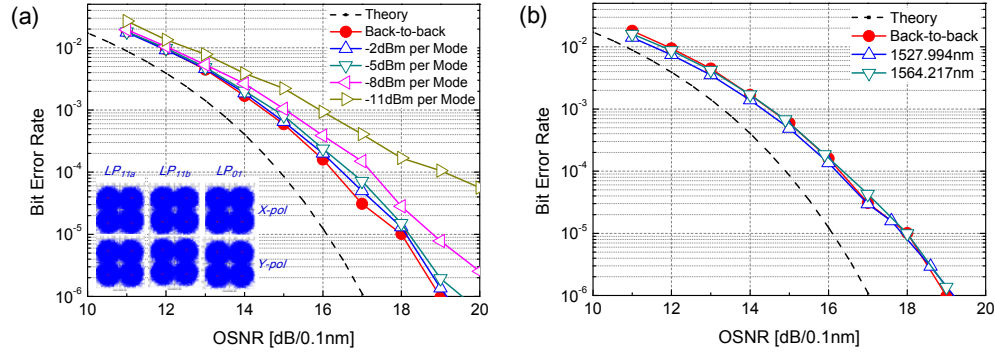 (a)
Bit Error Rate
10⁻²
10⁻³
10⁻⁴
10⁻⁵
10⁻⁶
Theory
Back-to-back
-2dBm per Mode
-5dBm per Mode
-8dBm per Mode
-11dBm per Mode
LP₁₁ₐ LP₁₁b LP₀₁
X-pol
Y-pol
10 12 14 16 18 20
OSNR [dB/0.1nm]
(b)
Bit Error Rate
10⁻²
10⁻³
10⁻⁴
10⁻⁵
10⁻⁶
Theory
Back-to-back
1527.994nm
1564.217nm
10 12 14 16 18 20
OSNR [dB/0.1nm]